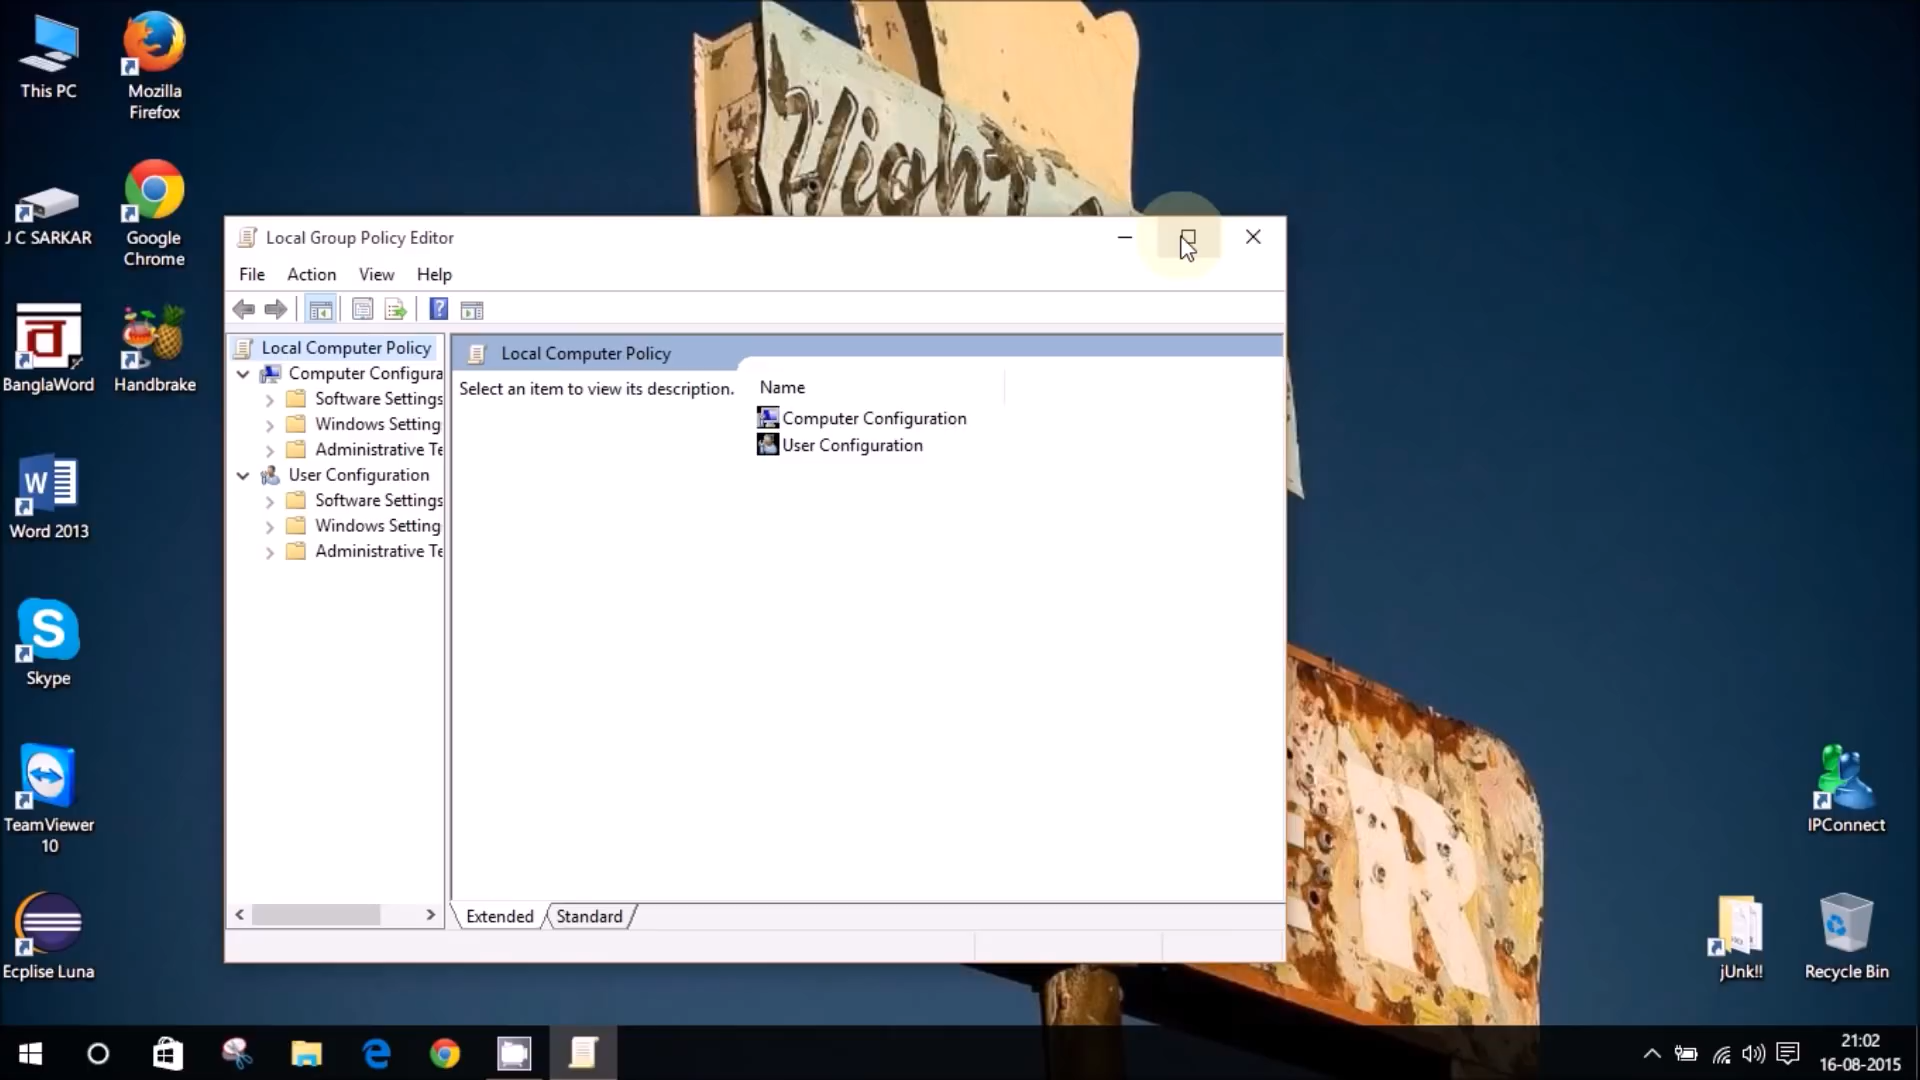 This PC
Mozilla
Firefox
J C SARKAR
Google
Chrome
BanglaWord
Handbrake
Word 2013
Skype
TeamViewer
10
Ecplise Luna
Hight
Local Group Policy Editor
File Action View Help
Local Computer Policy
Computer Configura
Software Settings
Windows Setting
Administrative Te
User Configuration
Software Settings
Windows Setting
Administrative Te
Local Computer Policy
Select an item to view its description.
Name
Computer Configuration
User Configuration
Extended
Standard
R
IPConnect
jUnk!!
Recycle Bin
21:02
16-08-2015